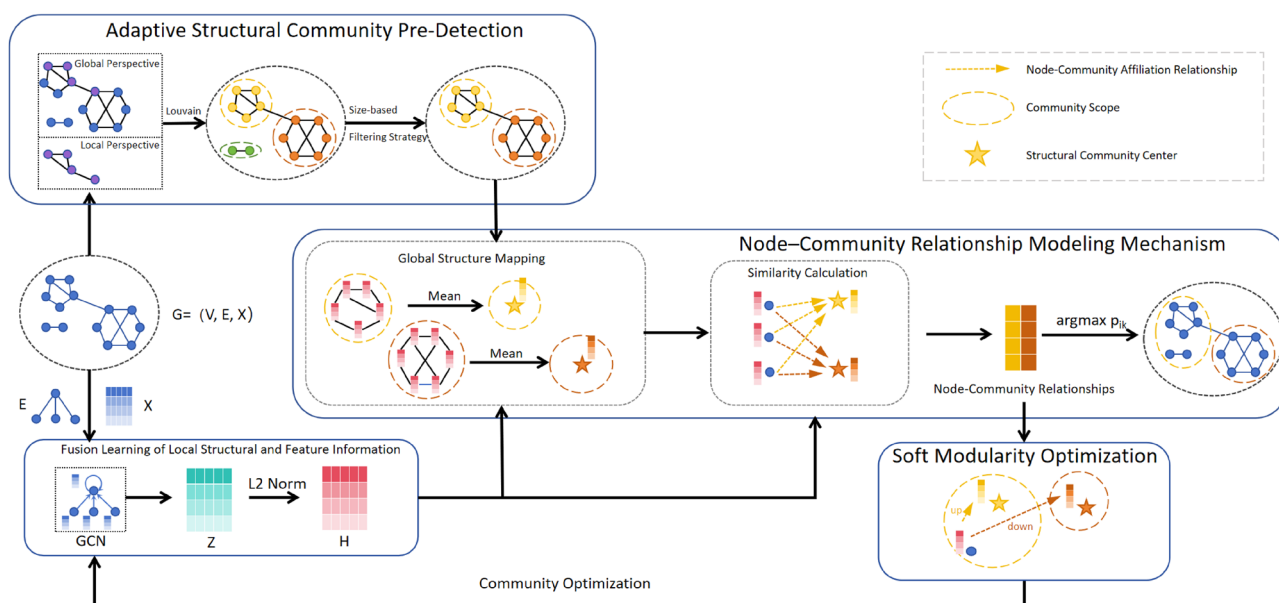 Adaptive Structural Community Pre-Detection
Global Perspective
Local Perspective
Louvain
Size-based
Filtering Strategy
Node-Community Affiliation Relationship
Community Scope
Structural Community Center
G= (V, E, X)
E
X
Node–Community Relationship Modeling Mechanism
Global Structure Mapping
Mean
Mean
Similarity Calculation
argmax pik
Node-Community Relationships
Fusion Learning of Local Structural and Feature Information
GCN
L2 Norm
Z
H
Soft Modularity Optimization
up
down
Community Optimization